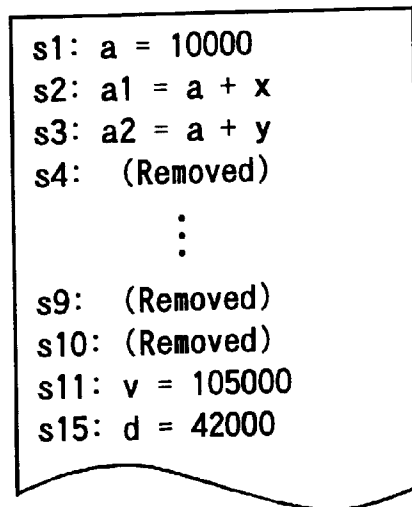 s1: a = 10000
s2: a1 = a + x
s3: a2 = a + y
s4: (Removed)
⋮
s9: (Removed)
s10: (Removed)
s11: v = 105000
s15: d = 42000